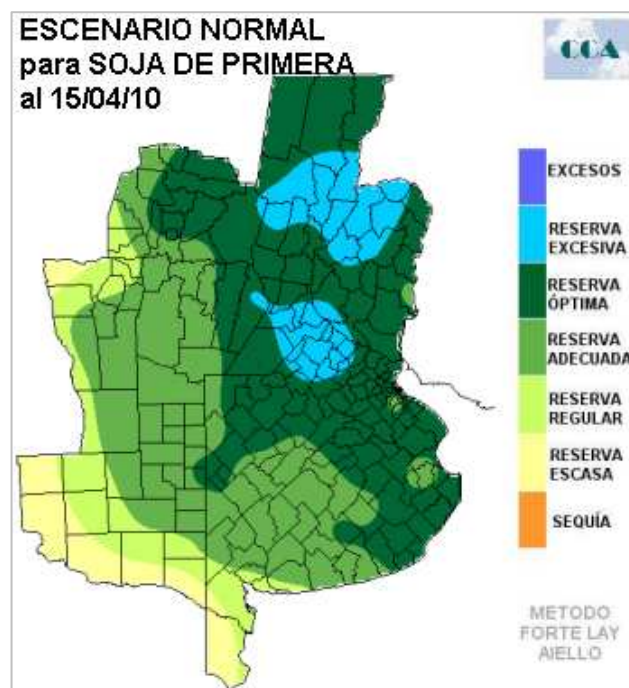 ESCENARIO NORMAL
para SOJA DE PRIMERA
al 15/04/10
CCA
EXCESOS
RESERVA
EXCESIVA
RESERVA
ÓPTIMA
RESERVA
ADECUADA
RESERVA
REGULAR
RESERVA
ESCASA
SEQUÍA
METODO
FORTE LAY
AIELLO